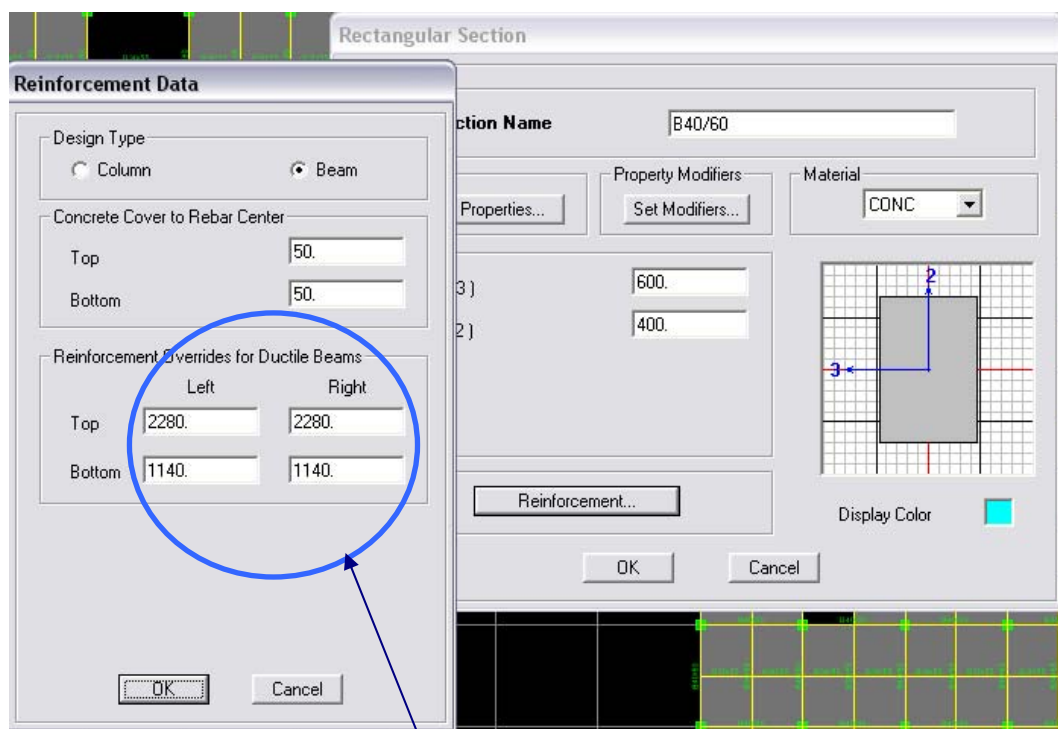 Rectangular Section
Reinforcement Data
Design Type
Column
Beam
Concrete Cover to Rebar Center
Top
50.
Bottom
50.
Reinforcement Overrides for Ductile Beams
Left
Right
Top
2280.
2280.
Bottom
1140.
1140.
OK
Cancel
ction Name
B40/60
Properties...
Property Modifiers
Set Modifiers...
Material
CONC
3 )
600.
2 )
400.
2
3
Reinforcement...
Display Color
OK
Cancel